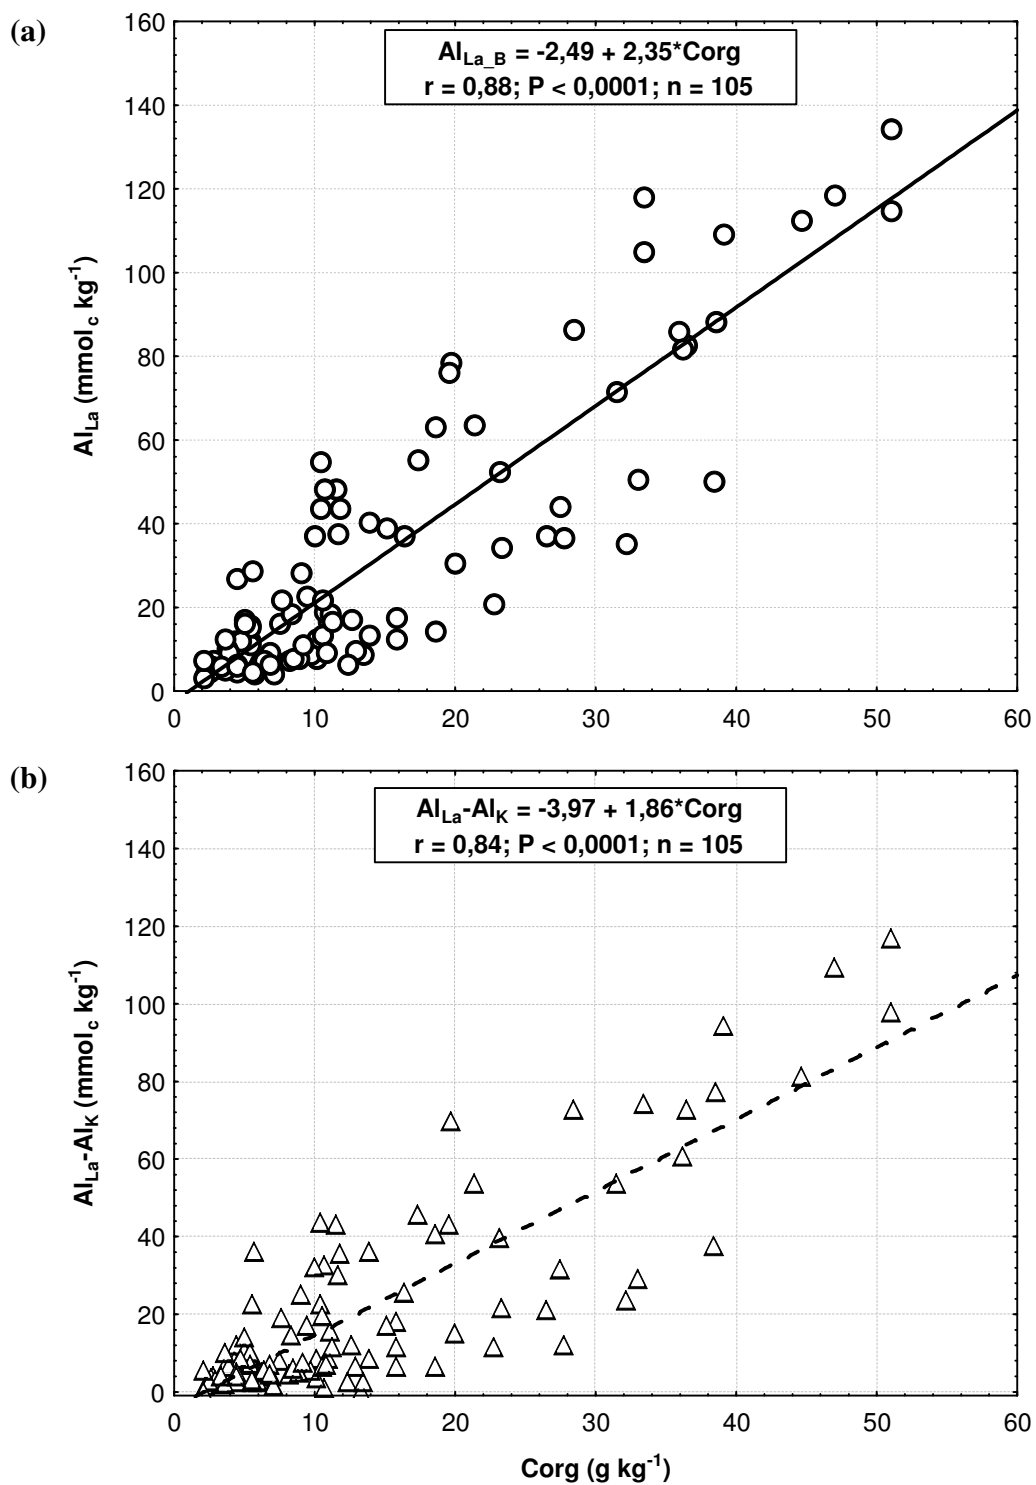 (a)
160
140
120
100
80
60
40
20
0
Al_La (mmol_c kg^-1)
Al_La_B = -2,49 + 2,35*Corg
r = 0,88; P < 0,0001; n = 105
0 10 20 30 40 50 60
(b)
160
140
120
100
80
60
40
20
0
Al_La-Al_K (mmol_c kg^-1)
Al_La-Al_K = -3,97 + 1,86*Corg
r = 0,84; P < 0,0001; n = 105
0 10 20 30 40 50 60
Corg (g kg^-1)